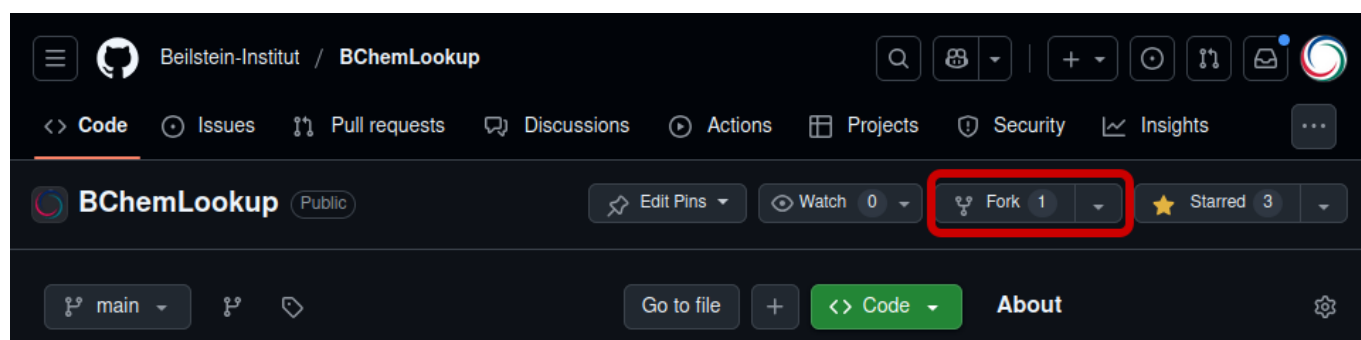 Beilstein-Institut / BChemLookup
Code Issues Pull requests Discussions Actions Projects Security Insights
BChemLookup Public Edit Pins Watch 0 Fork 1 Starred 3
main Go to file Code About